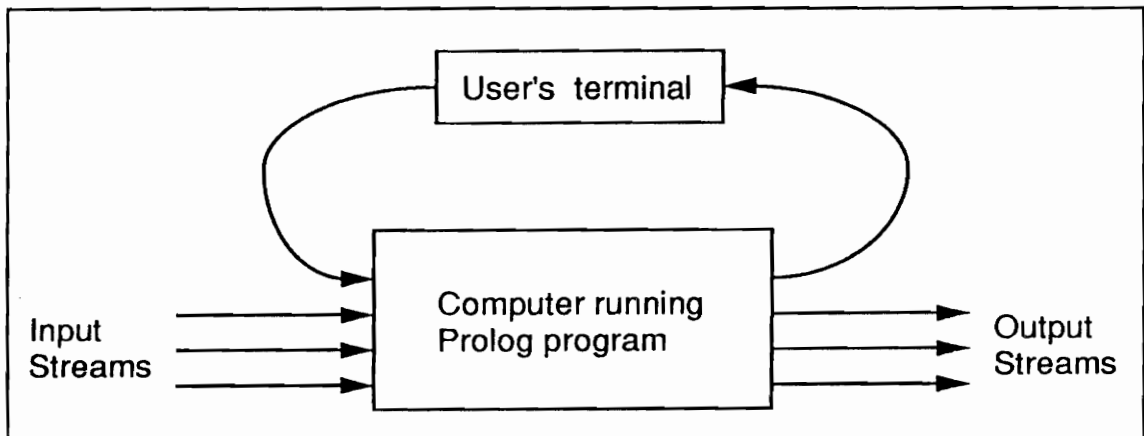 User's terminal
Computer running
Prolog program
Input
Streams
Output
Streams